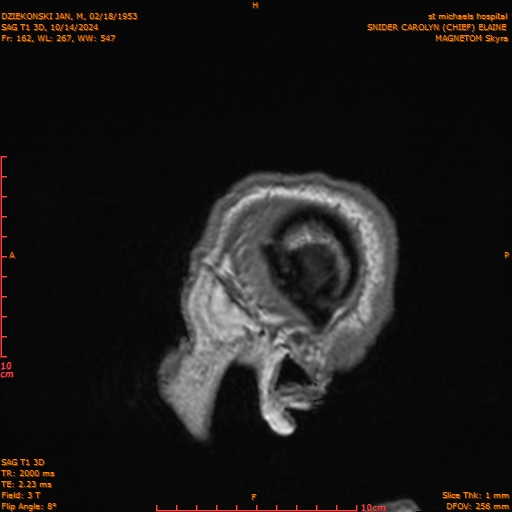 H
DZIEKONSKI JAN, M, 02/18/1953
SAG T1 3D, 10/14/2024
Fr: 162, WL: 267, WW: 547
st michaels hospital
SNIDER CAROLYN (CHIEF) ELAINE
MAGNETOM Skyra
A
P
10
cm
SAG T1 3D
TR: 2000 ms
TE: 2.23 ms
Field: 3 T
Flip Angle: 8°
F
10cm
Slice Thk: 1 mm
DFOV: 256 mm